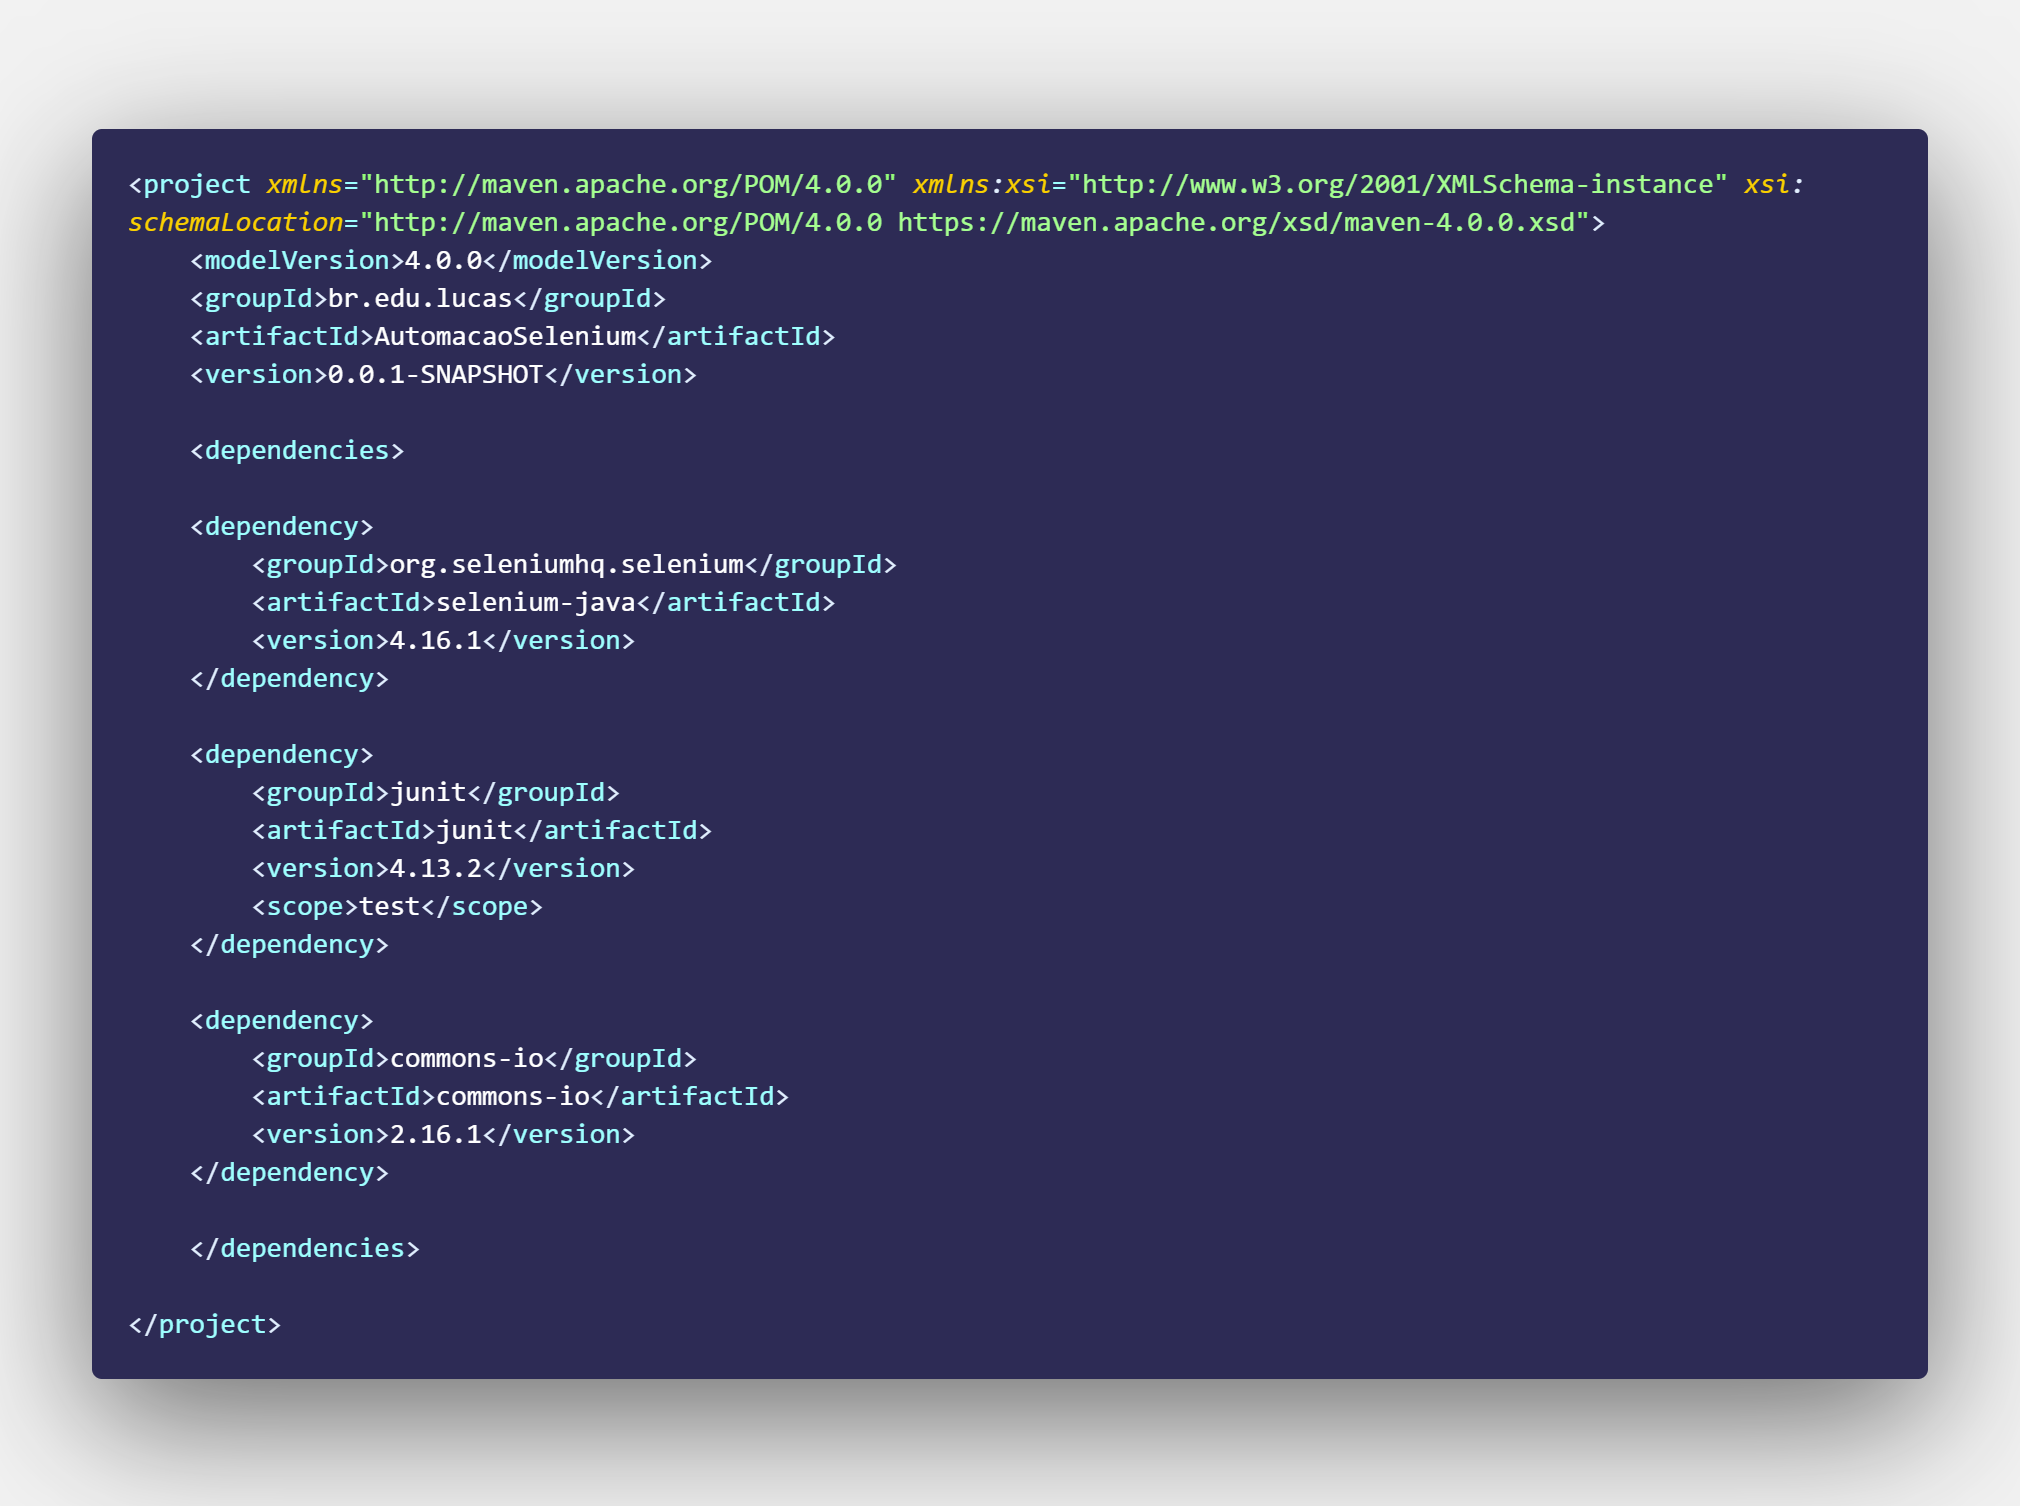 <project xmlns="http://maven.apache.org/POM/4.0.0" xmlns:xsi="http://www.w3.org/2001/XMLSchema-instance" xsi:
schemaLocation="http://maven.apache.org/POM/4.0.0 https://maven.apache.org/xsd/maven-4.0.0.xsd">
    <modelVersion>4.0.0</modelVersion>
    <groupId>br.edu.lucas</groupId>
    <artifactId>AutomacaoSelenium</artifactId>
    <version>0.0.1-SNAPSHOT</version>

    <dependencies>

    <dependency>
        <groupId>org.seleniumhq.selenium</groupId>
        <artifactId>selenium-java</artifactId>
        <version>4.16.1</version>
    </dependency>

    <dependency>
        <groupId>junit</groupId>
        <artifactId>junit</artifactId>
        <version>4.13.2</version>
        <scope>test</scope>
    </dependency>

    <dependency>
        <groupId>commons-io</groupId>
        <artifactId>commons-io</artifactId>
        <version>2.16.1</version>
    </dependency>

    </dependencies>

</project>